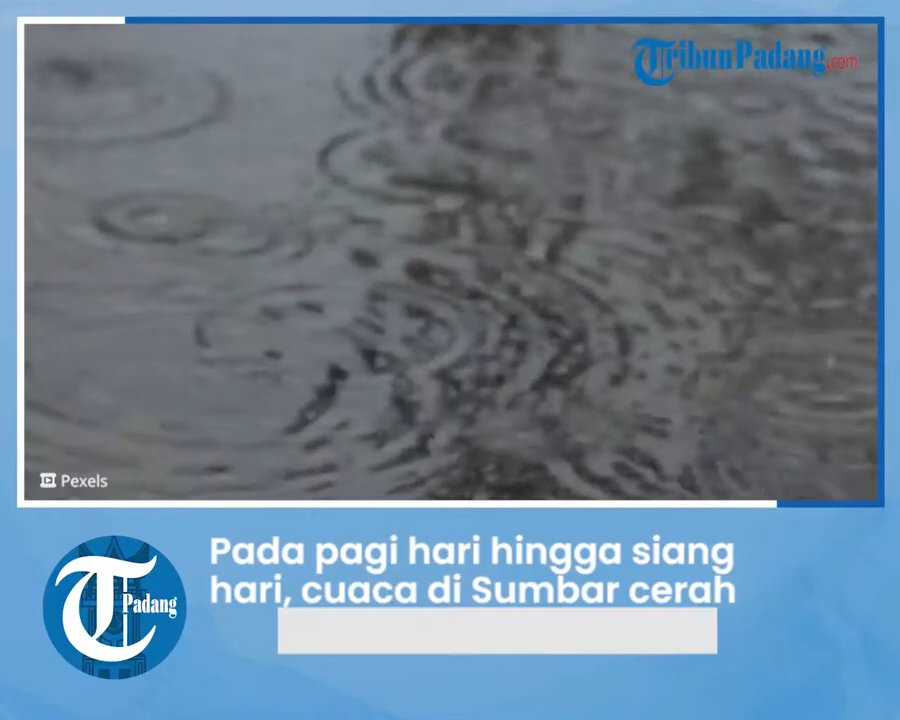 TribunPadang.com
Pexels
T Padang
Pada pagi hari hingga siang
hari, cuaca di Sumbar cerah